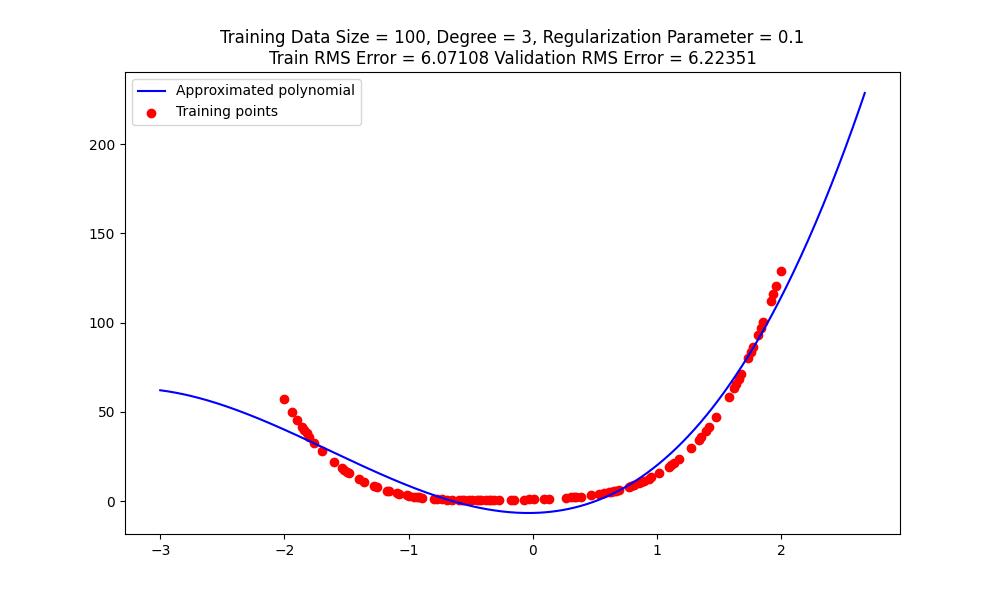 Training Data Size = 100, Degree = 3, Regularization Parameter = 0.1
Train RMS Error = 6.07108 Validation RMS Error = 6.22351
Approximated polynomial
Training points
200
150
100
50
0
−3
−2
−1
0
1
2